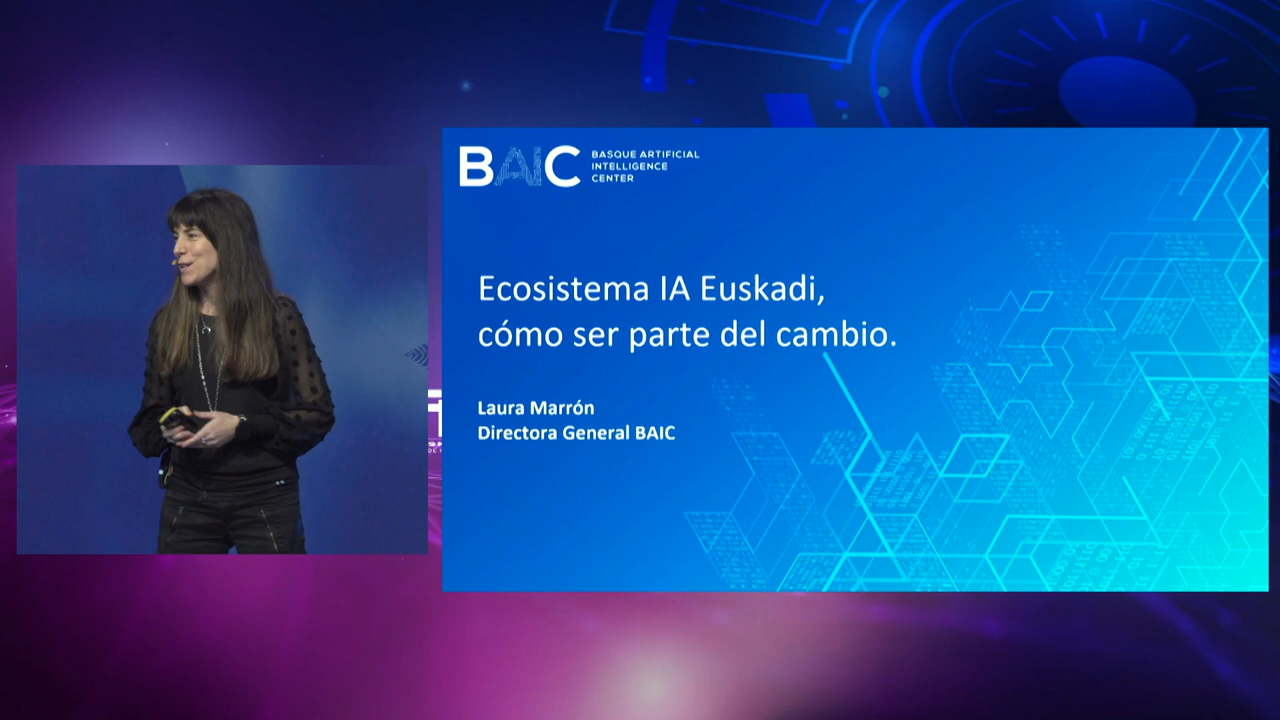 BAIC
BASQUE ARTIFICIAL
INTELLIGENCE
CENTER
Ecosistema IA Euskadi,
cómo ser parte del cambio.
Laura Marrón
Directora General BAIC